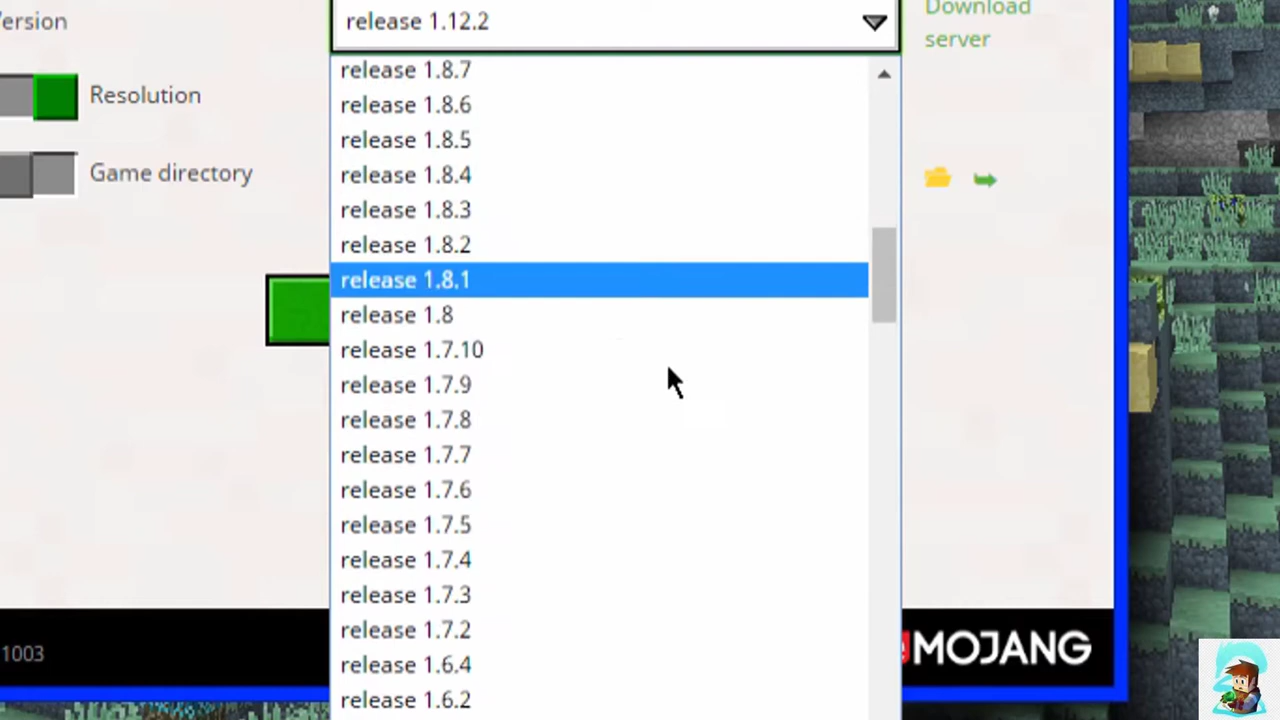 ersion
release 1.12.2
Download
server
release 1.8.7
release 1.8.6
Resolution
release 1.8.5
release 1.8.4
Game directory
release 1.8.3
release 1.8.2
release 1.8.1
release 1.8
release 1.7.10
release 1.7.9
release 1.7.8
release 1.7.7
release 1.7.6
release 1.7.5
release 1.7.4
release 1.7.3
release 1.7.2
release 1.6.4
release 1.6.2
1003
MOJANG